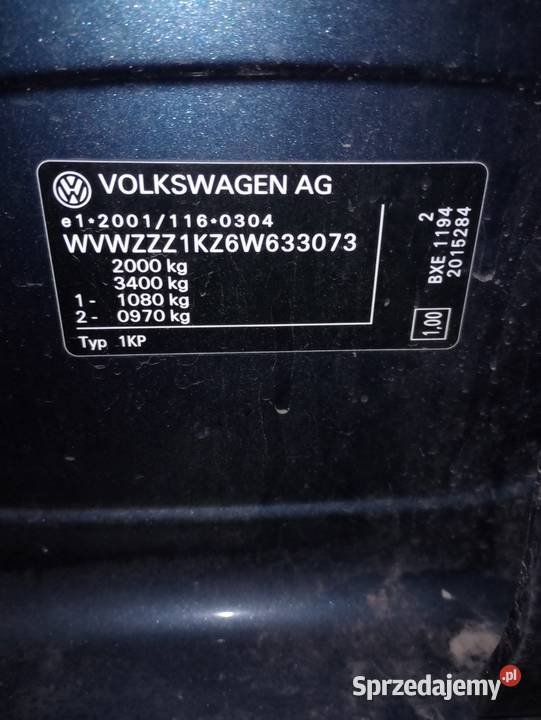 VOLKSWAGEN AG
e1*2001/116*0304
WVWZZZ1KZ6W633073
2000 kg
3400 kg
1 - 1080 kg
2 - 0970 kg
Typ 1KP
2
BXE 1194
2015284
1,00
Sprzedajemy.pl